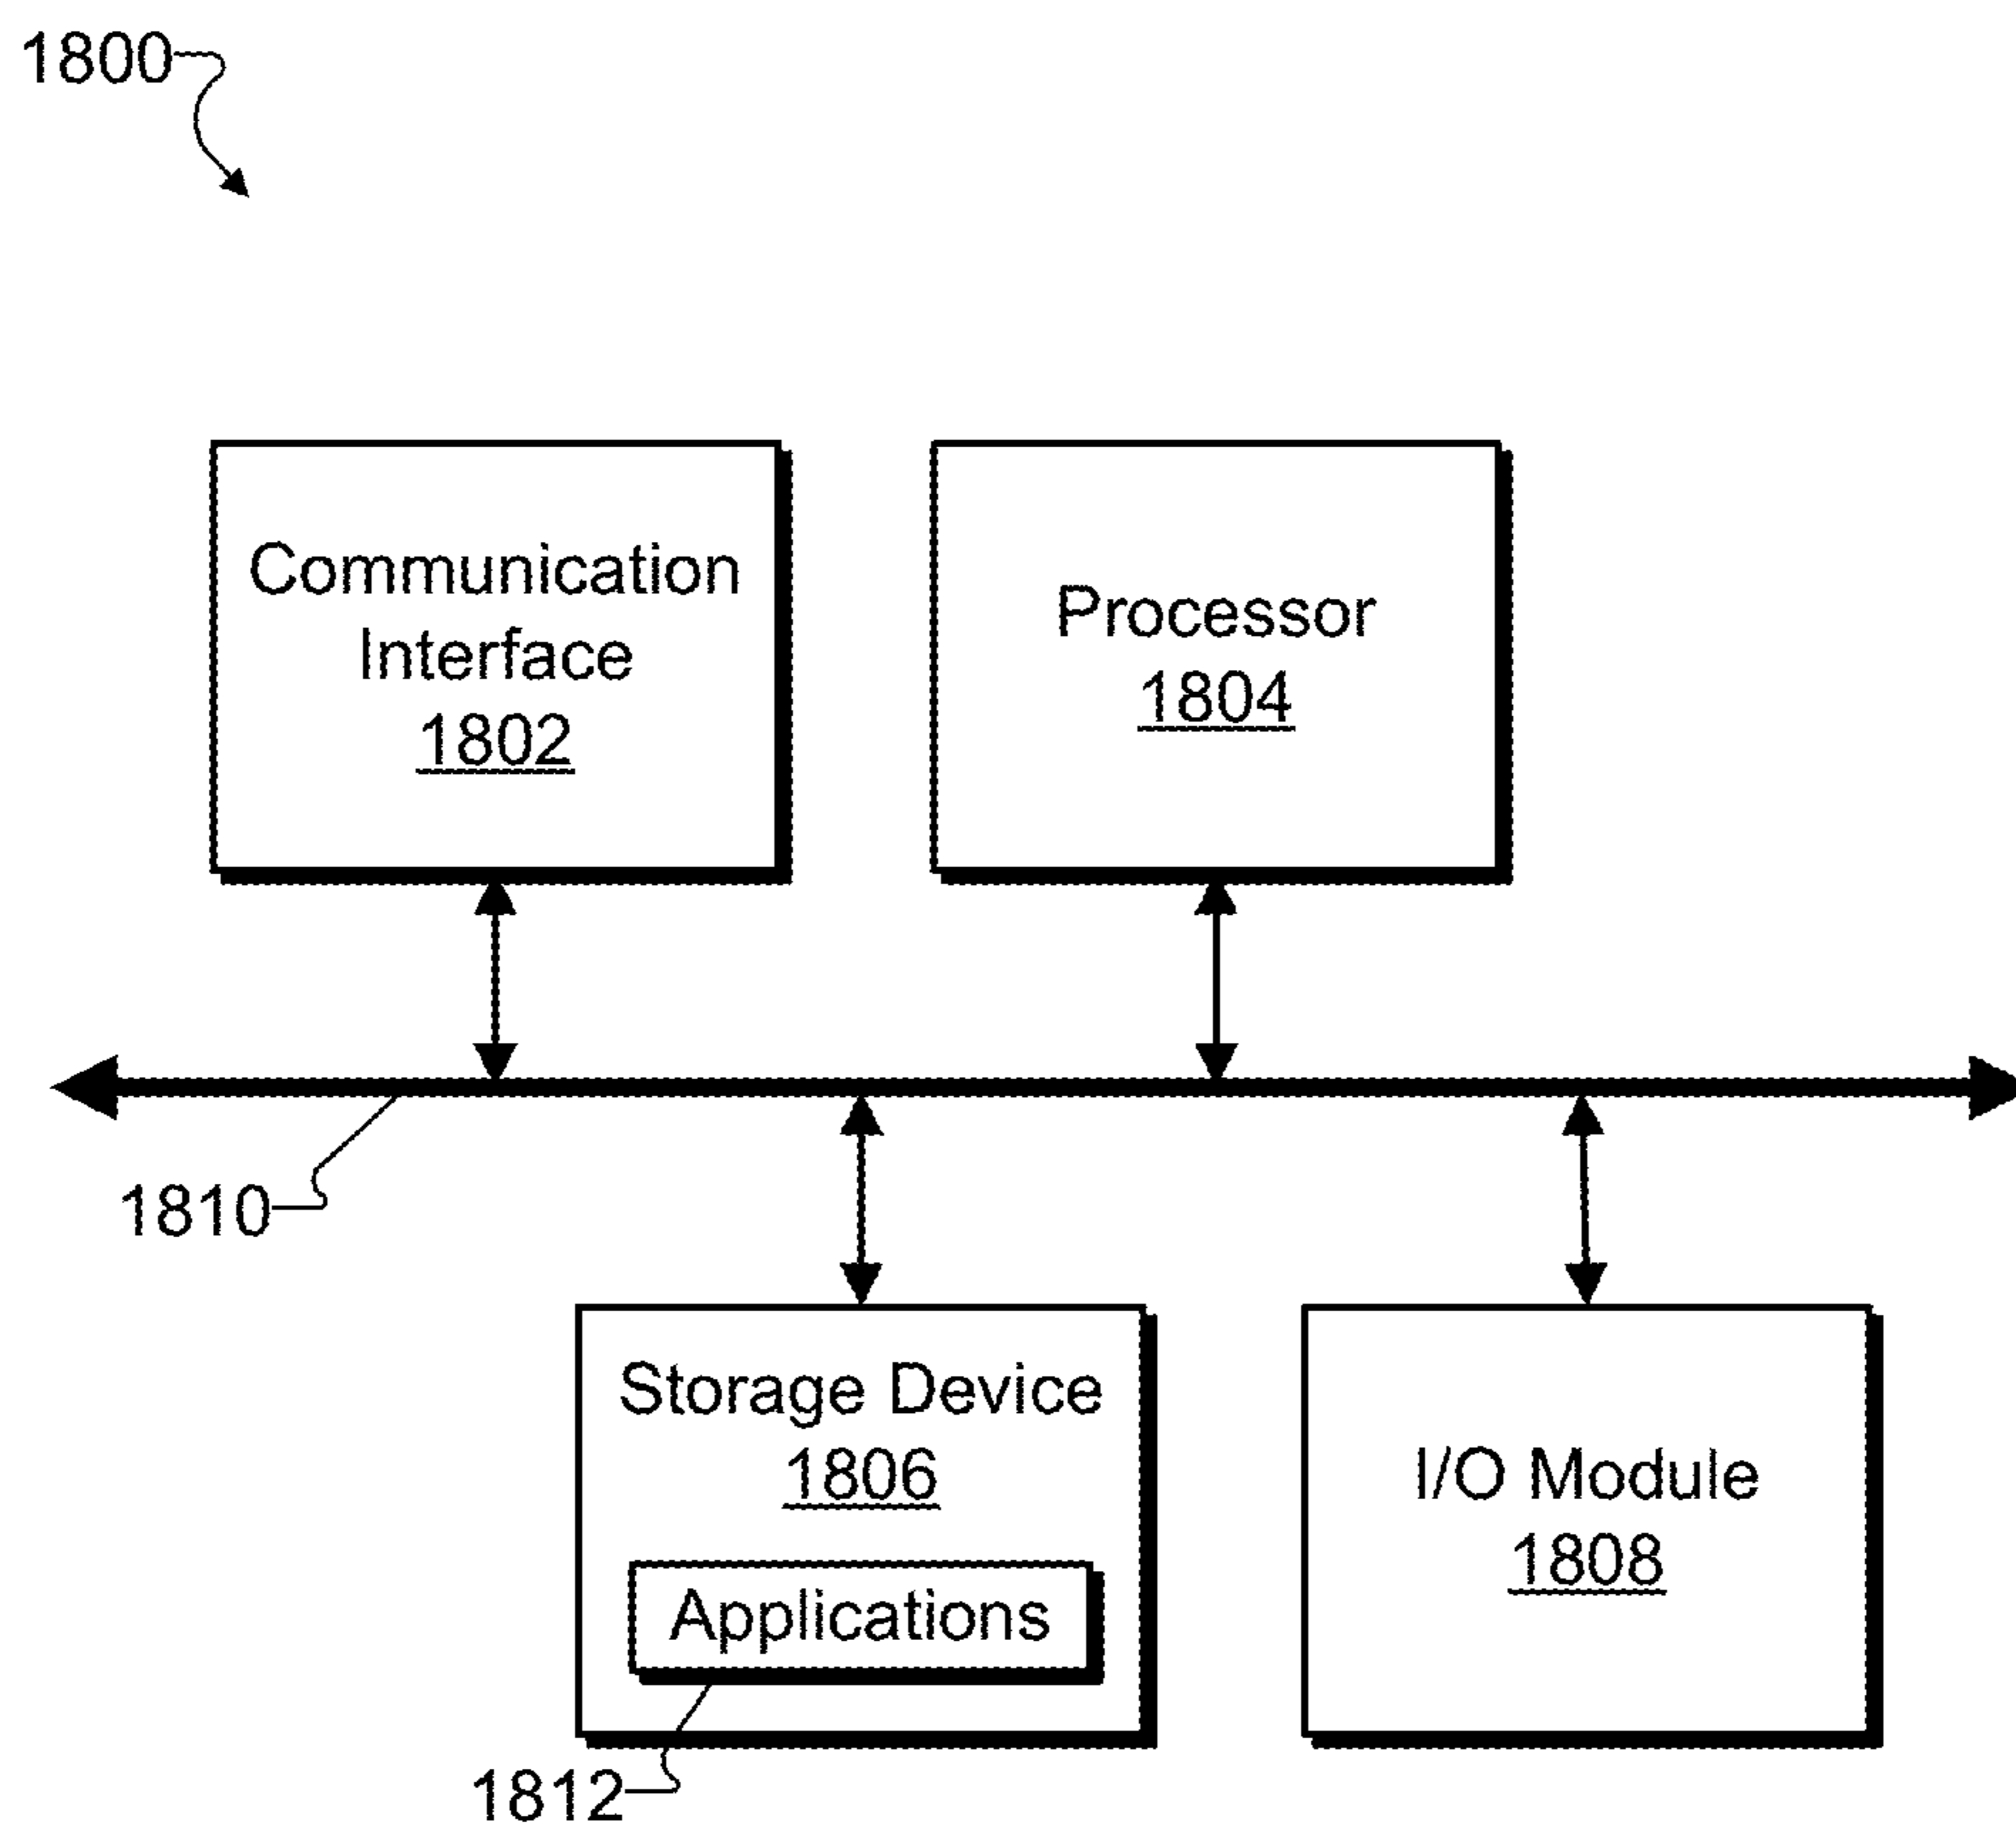 1800
Communication
Interface
1802
Processor
1804
1810
Storage Device
1806
Applications
1812
I/O Module
1808